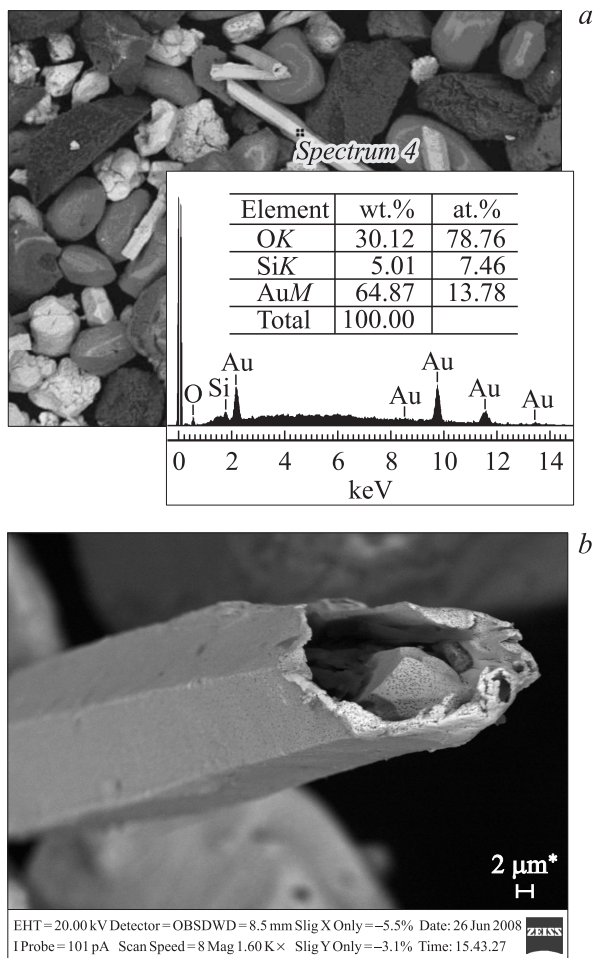 a
Spectrum 4
Element wt.% at.%
OK 30.12 78.76
SiK 5.01 7.46
AuM 64.87 13.78
Total 100.00
O Si Au Au Au Au Au
0 2 4 6 8 10 12 14
keV
b
2 μm*
EHT = 20.00 kV Detector = OBSDWD = 8.5 mm Slig X Only = –5.5% Date: 26 Jun 2008
I Probe = 101 pA Scan Speed = 8 Mag 1.60 K× Slig Y Only = –3.1% Time: 15.43.27
ZEISS